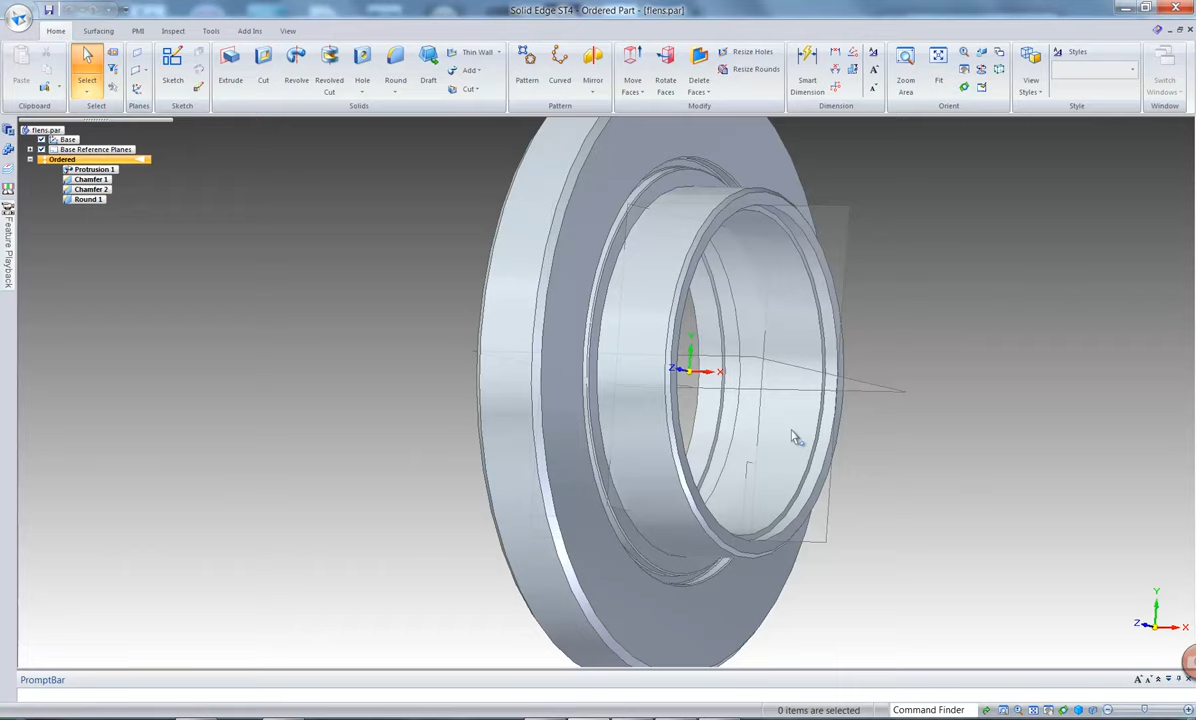 Solid Edge ST4 - Ordered Part - [flens.par]
Home Surfacing PMI Inspect Tools Add Ins View
Paste
Clipboard
Select
Select
Planes
Sketch
Sketch
Extrude
Cut
Revolve
Revolved Cut
Hole
Round
Draft
Thin Wall
Add
Cut
Solids
Pattern
Curved
Mirror
Pattern
Move Faces
Rotate Faces
Delete Faces
Resize Holes
Resize Rounds
Modify
Smart Dimension
Dimension
Zoom Area
Fit
Orient
View Styles
Styles
Style
Switch Windows
Window
flens.par
Base
Base Reference Planes
Ordered
Protrusion 1
Chamfer 1
Chamfer 2
Round 1
Feature Playback
Y
Z
X
Y
Z
X
PromptBar
0 items are selected
Command Finder